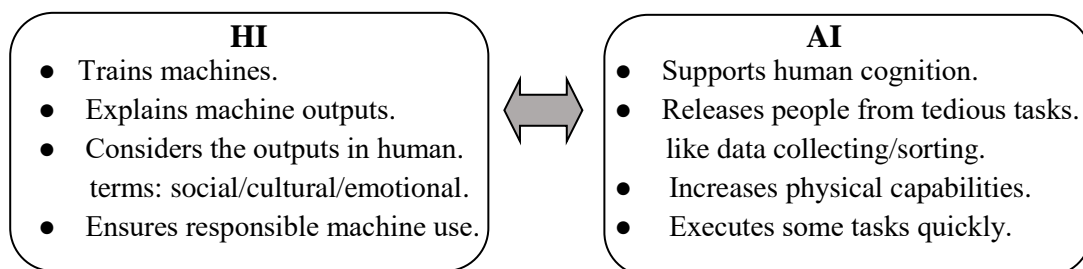 HI
● Trains machines.
● Explains machine outputs.
● Considers the outputs in human.
terms: social/cultural/emotional.
● Ensures responsible machine use.
AI
● Supports human cognition.
● Releases people from tedious tasks.
like data collecting/sorting.
● Increases physical capabilities.
● Executes some tasks quickly.